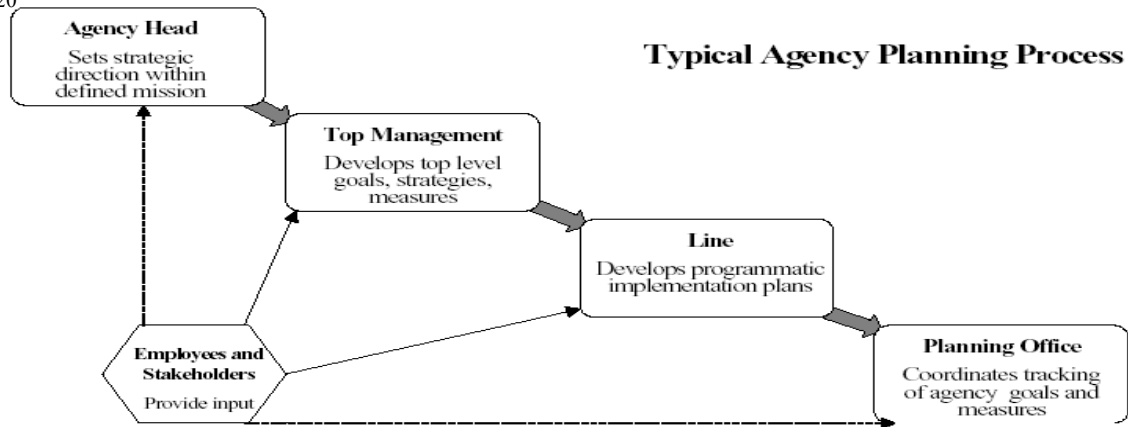 20
Agency Head
Sets strategic
direction within
defined mission
Typical Agency Planning Process
Top Management
Develops top level
goals, strategies,
measures
Line
Develops programmatic
implementation plans
Employees and
Stakeholders
Provide input
Planning Office
Coordinates tracking
of agency goals and
measures